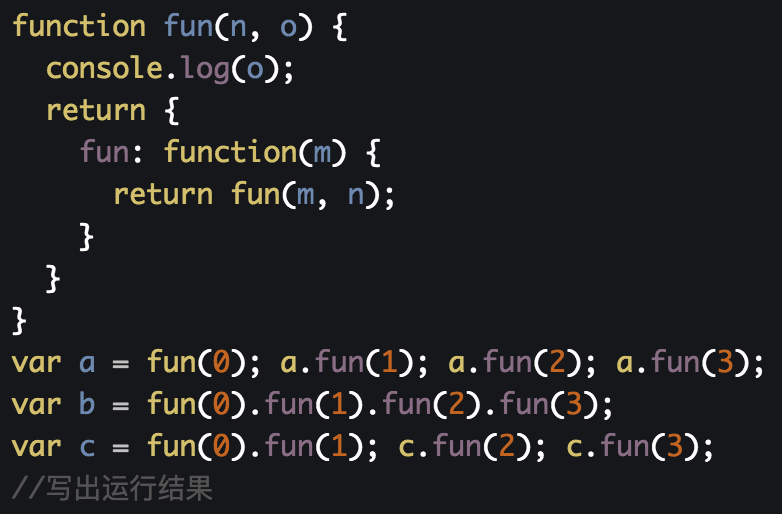 function fun(n, o) {
  console.log(o);
  return {
    fun: function(m) {
      return fun(m, n);
    }
  }
}
var a = fun(0); a.fun(1); a.fun(2); a.fun(3);
var b = fun(0).fun(1).fun(2).fun(3);
var c = fun(0).fun(1); c.fun(2); c.fun(3);
//写出运行结果